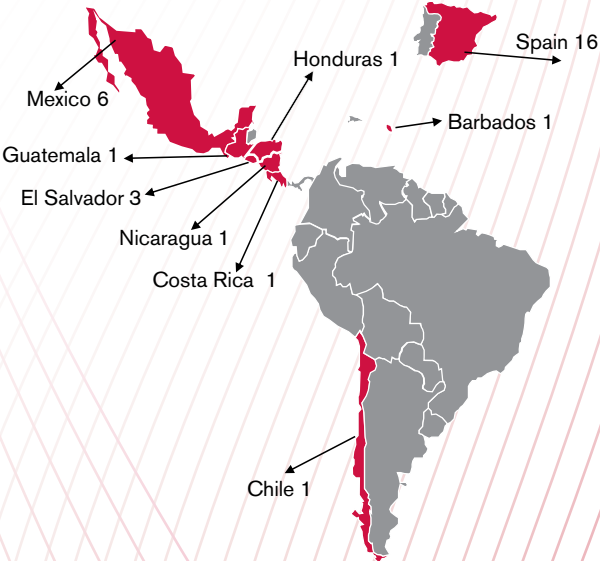 Spain 16
Honduras 1
Mexico 6
Barbados 1
Guatemala 1
El Salvador 3
Nicaragua 1
Costa Rica 1
Chile 1